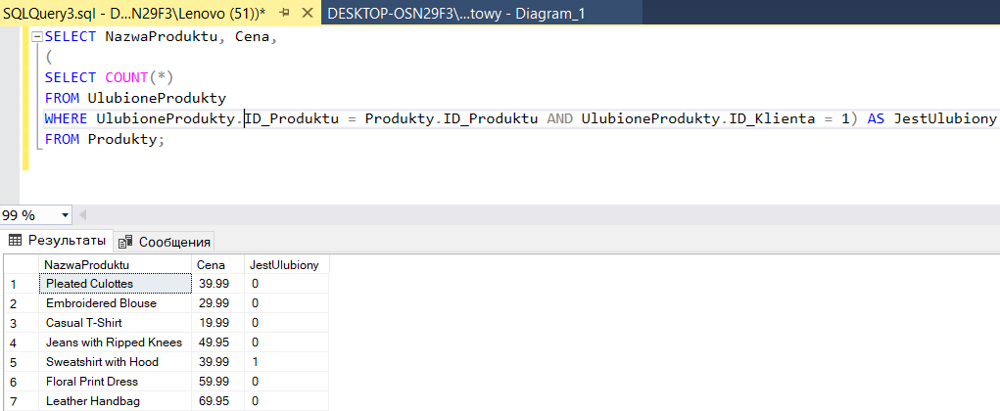 SQLQuery3.sql - D...N29F3\Lenovo (51))* DESKTOP-OSN29F3\...towy - Diagram_1
SELECT NazwaProduktu, Cena,
(
SELECT COUNT(*)
FROM UlubioneProdukty
WHERE UlubioneProdukty.ID_Produktu = Produkty.ID_Produktu AND UlubioneProdukty.ID_Klienta = 1) AS JestUlubiony
FROM Produkty;
99 %
Результаты Сообщения
NazwaProduktu Cena JestUlubiony
1 Pleated Culottes 39.99 0
2 Embroidered Blouse 29.99 0
3 Casual T-Shirt 19.99 0
4 Jeans with Ripped Knees 49.95 0
5 Sweatshirt with Hood 39.99 1
6 Floral Print Dress 59.99 0
7 Leather Handbag 69.95 0